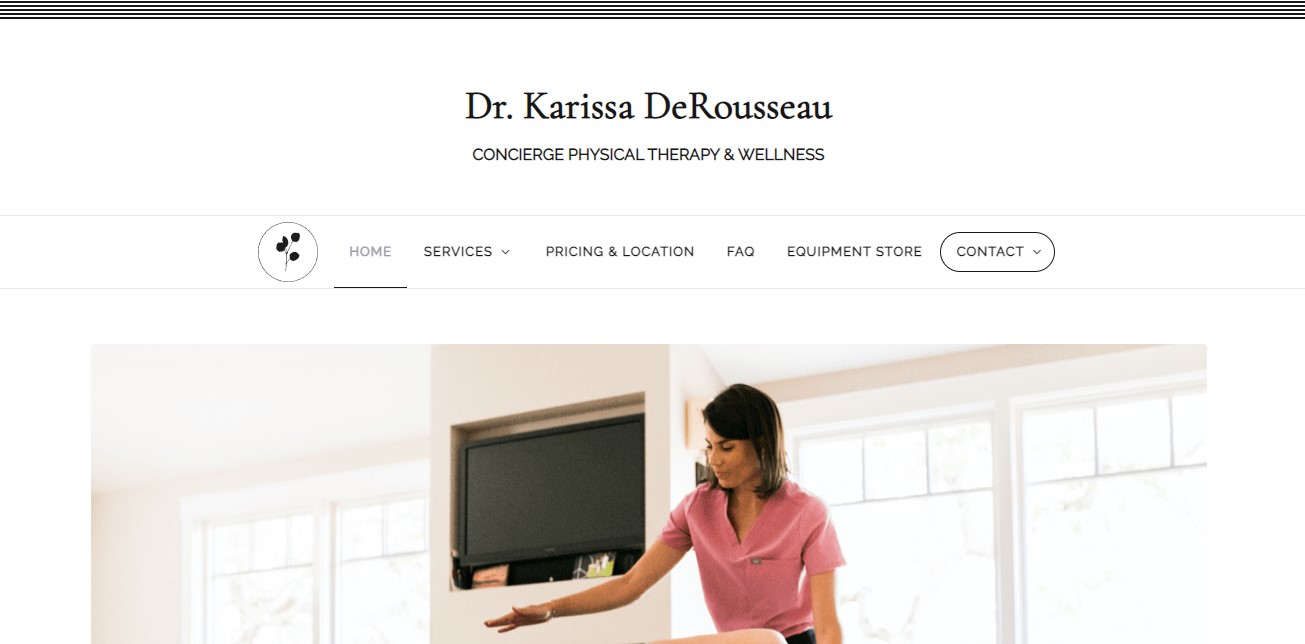 Dr. Karissa DeRousseau
CONCIERGE PHYSICAL THERAPY & WELLNESS
HOME SERVICES PRICING & LOCATION FAQ EQUIPMENT STORE CONTACT